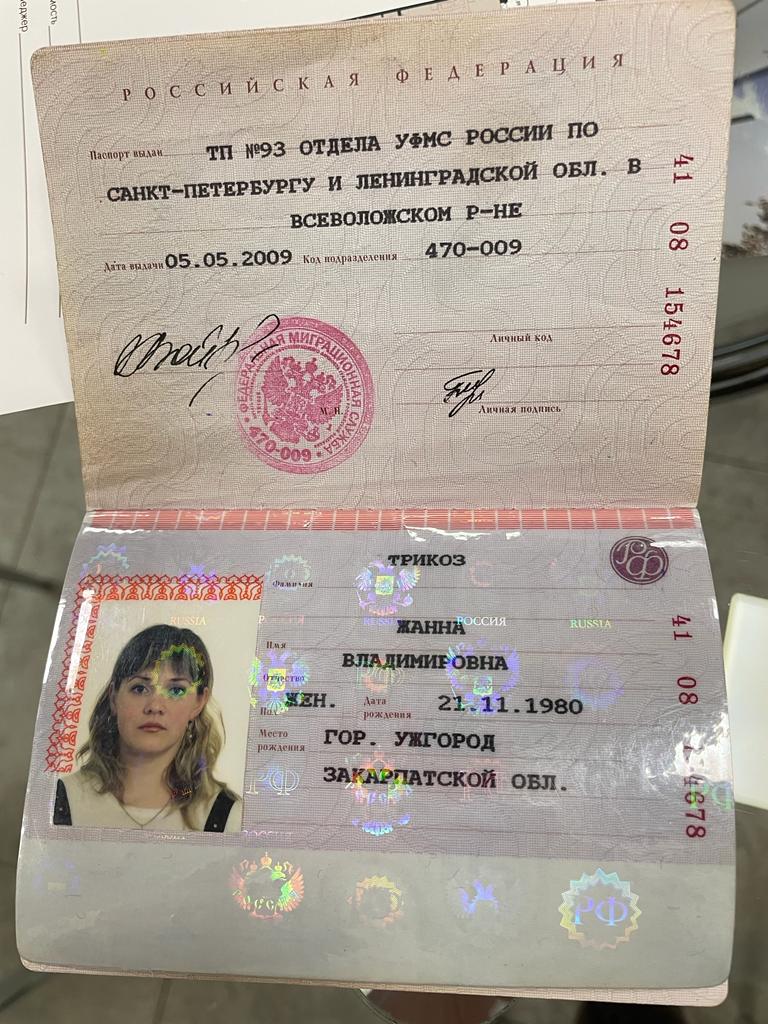 РОССИЙСКАЯ ФЕДЕРАЦИЯ
Паспорт выдан ТП №93 ОТДЕЛА УФМС РОССИИ ПО
САНКТ-ПЕТЕРБУРГУ И ЛЕНИНГРАДСКОЙ ОБЛ. В
ВСЕВОЛОЖСКОМ Р-НЕ
Дата выдачи 05.05.2009 Код подразделения 470-009
41 08 154678
Личный код
ФЕДЕРАЛЬНАЯ МИГРАЦИОННАЯ СЛУЖБА
470-009
М.П.
Личная подпись
ТРИКОЗ
Фамилия
RUSSIA РОССИЯ RUSSIA
ЖАННА
Имя
ВЛАДИМИРОВНА
Отчество
Пол ЖЕН. Дата рождения 21.11.1980
Место рождения ГОР. УЖГОРОД
ЗАКАРПАТСКОЙ ОБЛ.
41 08 4678
РФ
РФ